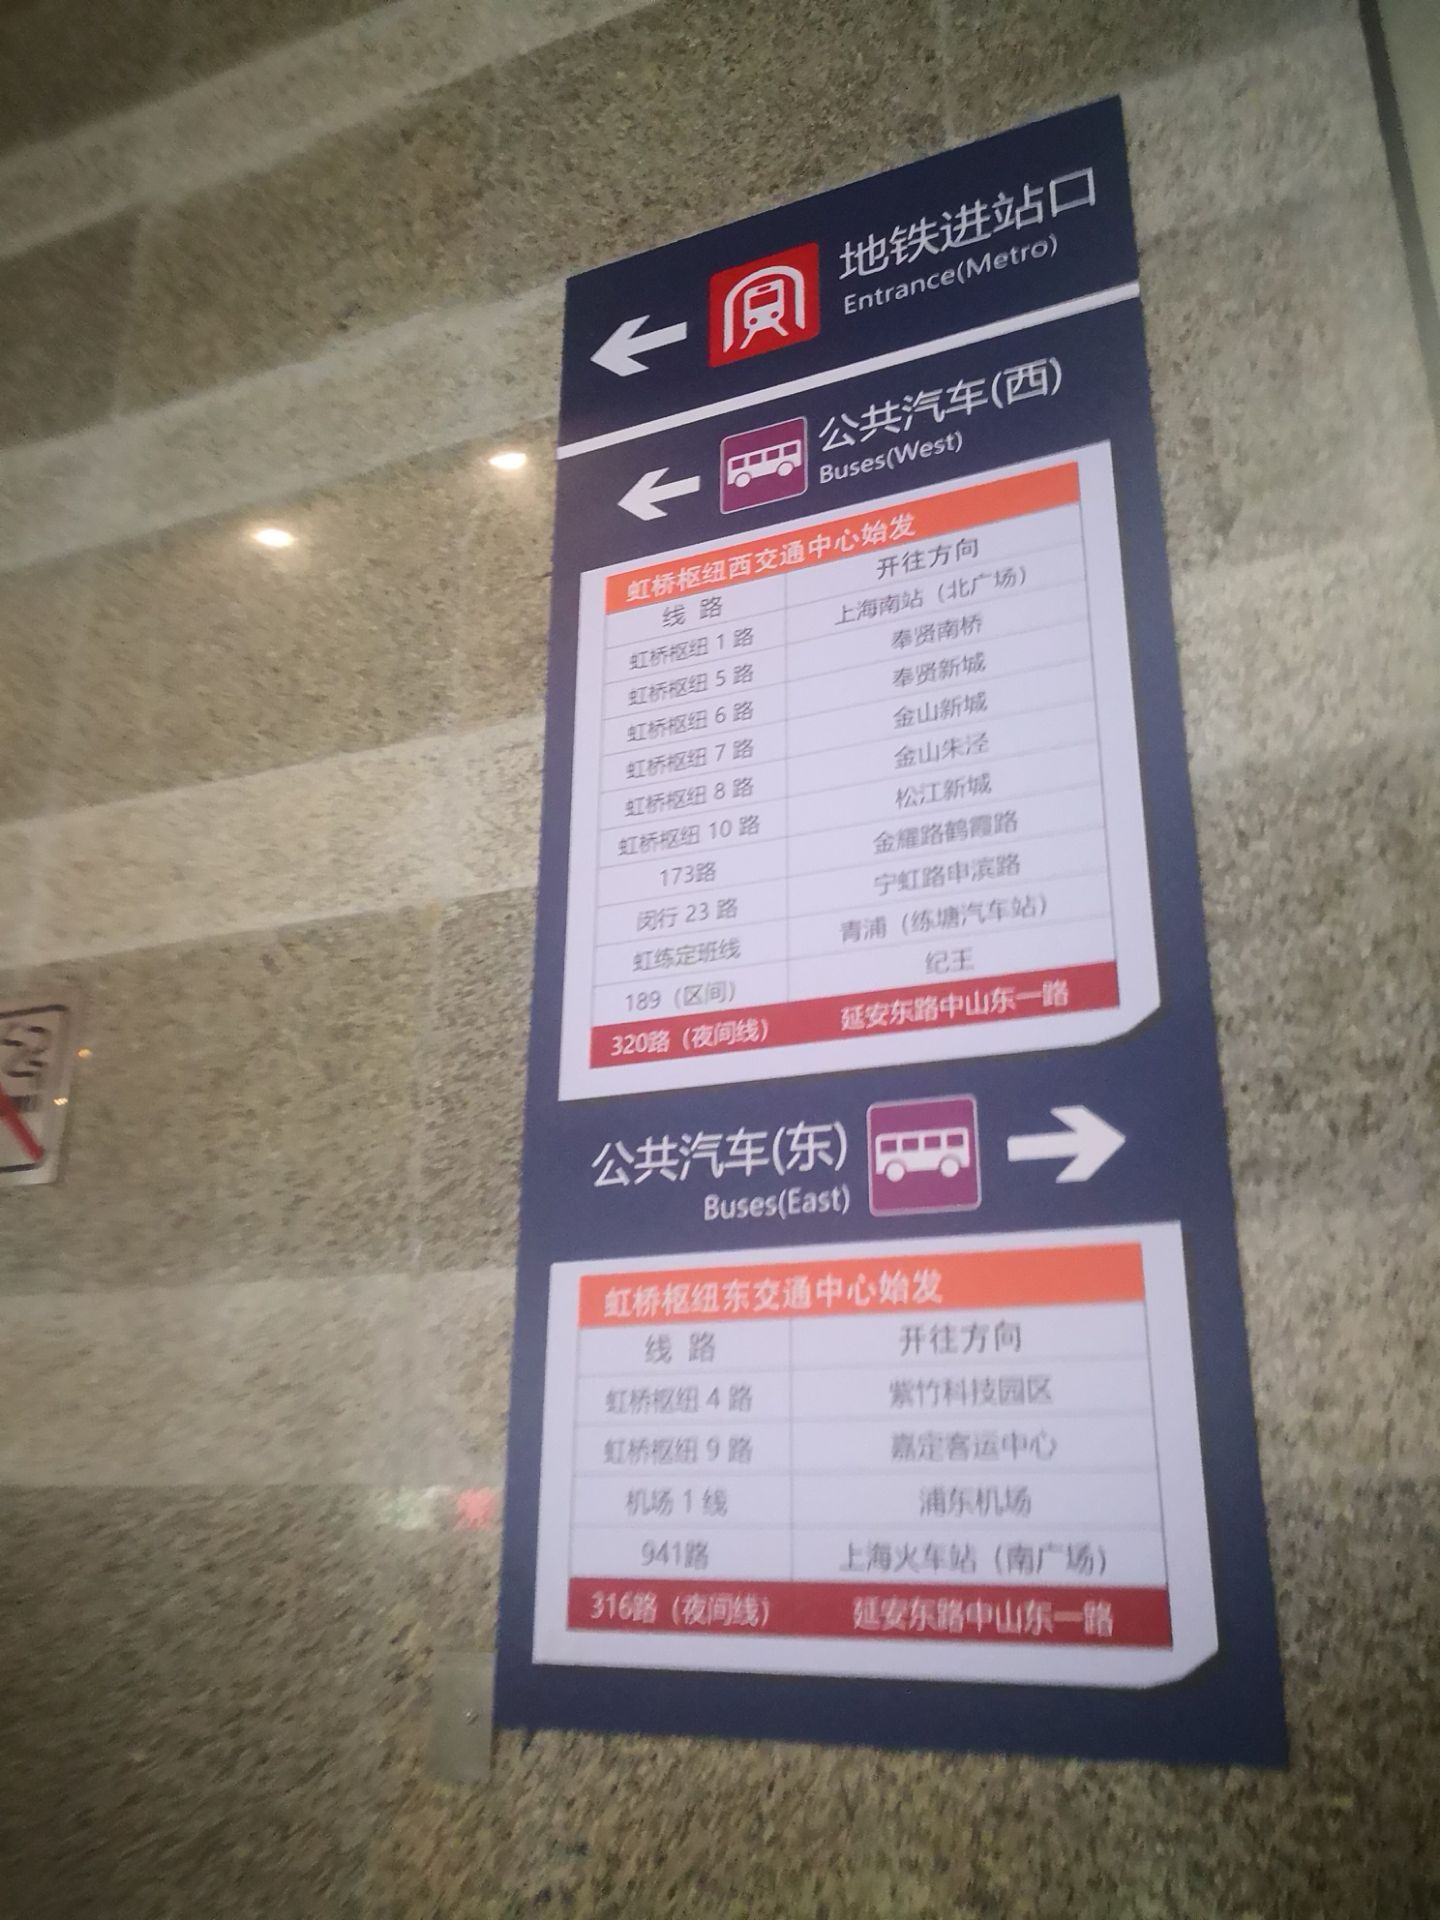 地铁进站口
Entrance(Metro)
公共汽车(西)
Buses(West)
虹桥枢纽西交通中心始发
线 路 开往方向
虹桥枢纽 1 路 上海南站（北广场）
虹桥枢纽 5 路 奉贤南桥
虹桥枢纽 6 路 奉贤新城
虹桥枢纽 7 路 金山新城
虹桥枢纽 8 路 金山朱泾
虹桥枢纽 10 路 松江新城
173路 金耀路鹤霞路
闵行 23 路 宁虹路申滨路
虹练定班线 青浦（练塘汽车站）
189（区间） 纪王
320路（夜间线） 延安东路中山东一路
公共汽车(东)
Buses(East)
虹桥枢纽东交通中心始发
线 路 开往方向
虹桥枢纽 4 路 紫竹科技园区
虹桥枢纽 9 路 嘉定客运中心
机场 1 线 浦东机场
941路 上海火车站（南广场）
316路（夜间线） 延安东路中山东一路